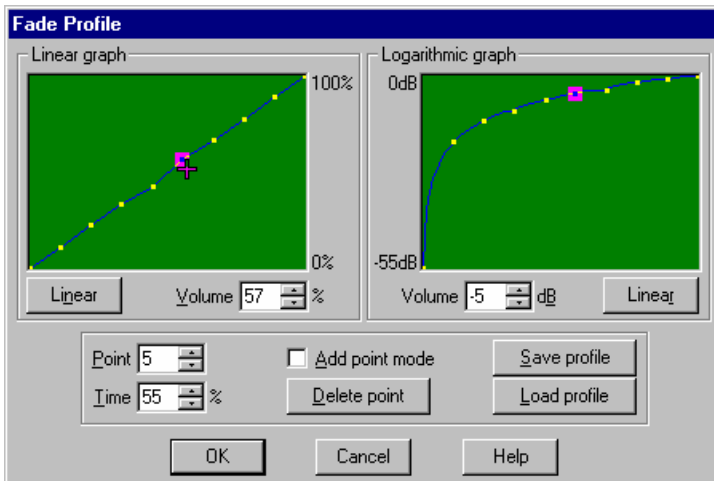 Fade Profile
Linear graph
100%
0%
Linear
Volume 57 %
Logarithmic graph
0dB
-55dB
Volume -5 dB
Linear
Point 5
Time 55 %
Add point mode
Delete point
Save profile
Load profile
OK
Cancel
Help